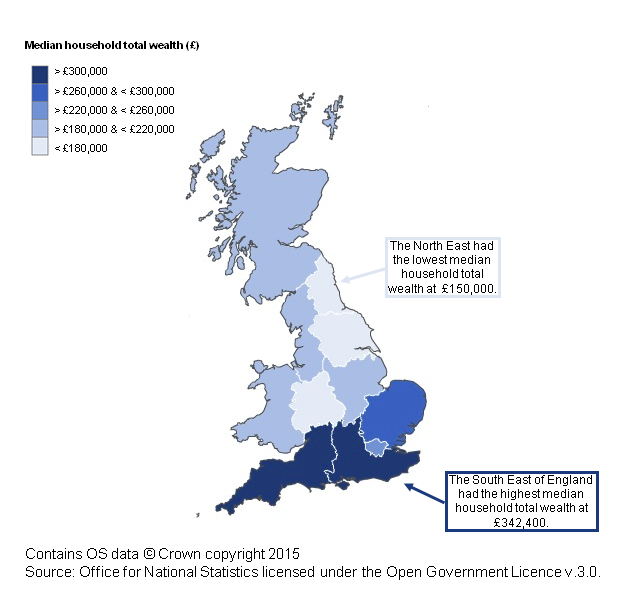 Median household total wealth (£)
> £300,000
> £260,000 & < £300,000
> £220,000 & < £260,000
> £180,000 & < £220,000
< £180,000
The North East had
the lowest median
household total
wealth at £150,000.
The South East of England
had the highest median
household total wealth at
£342,400.
Contains OS data © Crown copyright 2015
Source: Office for National Statistics licensed under the Open Government Licence v.3.0.